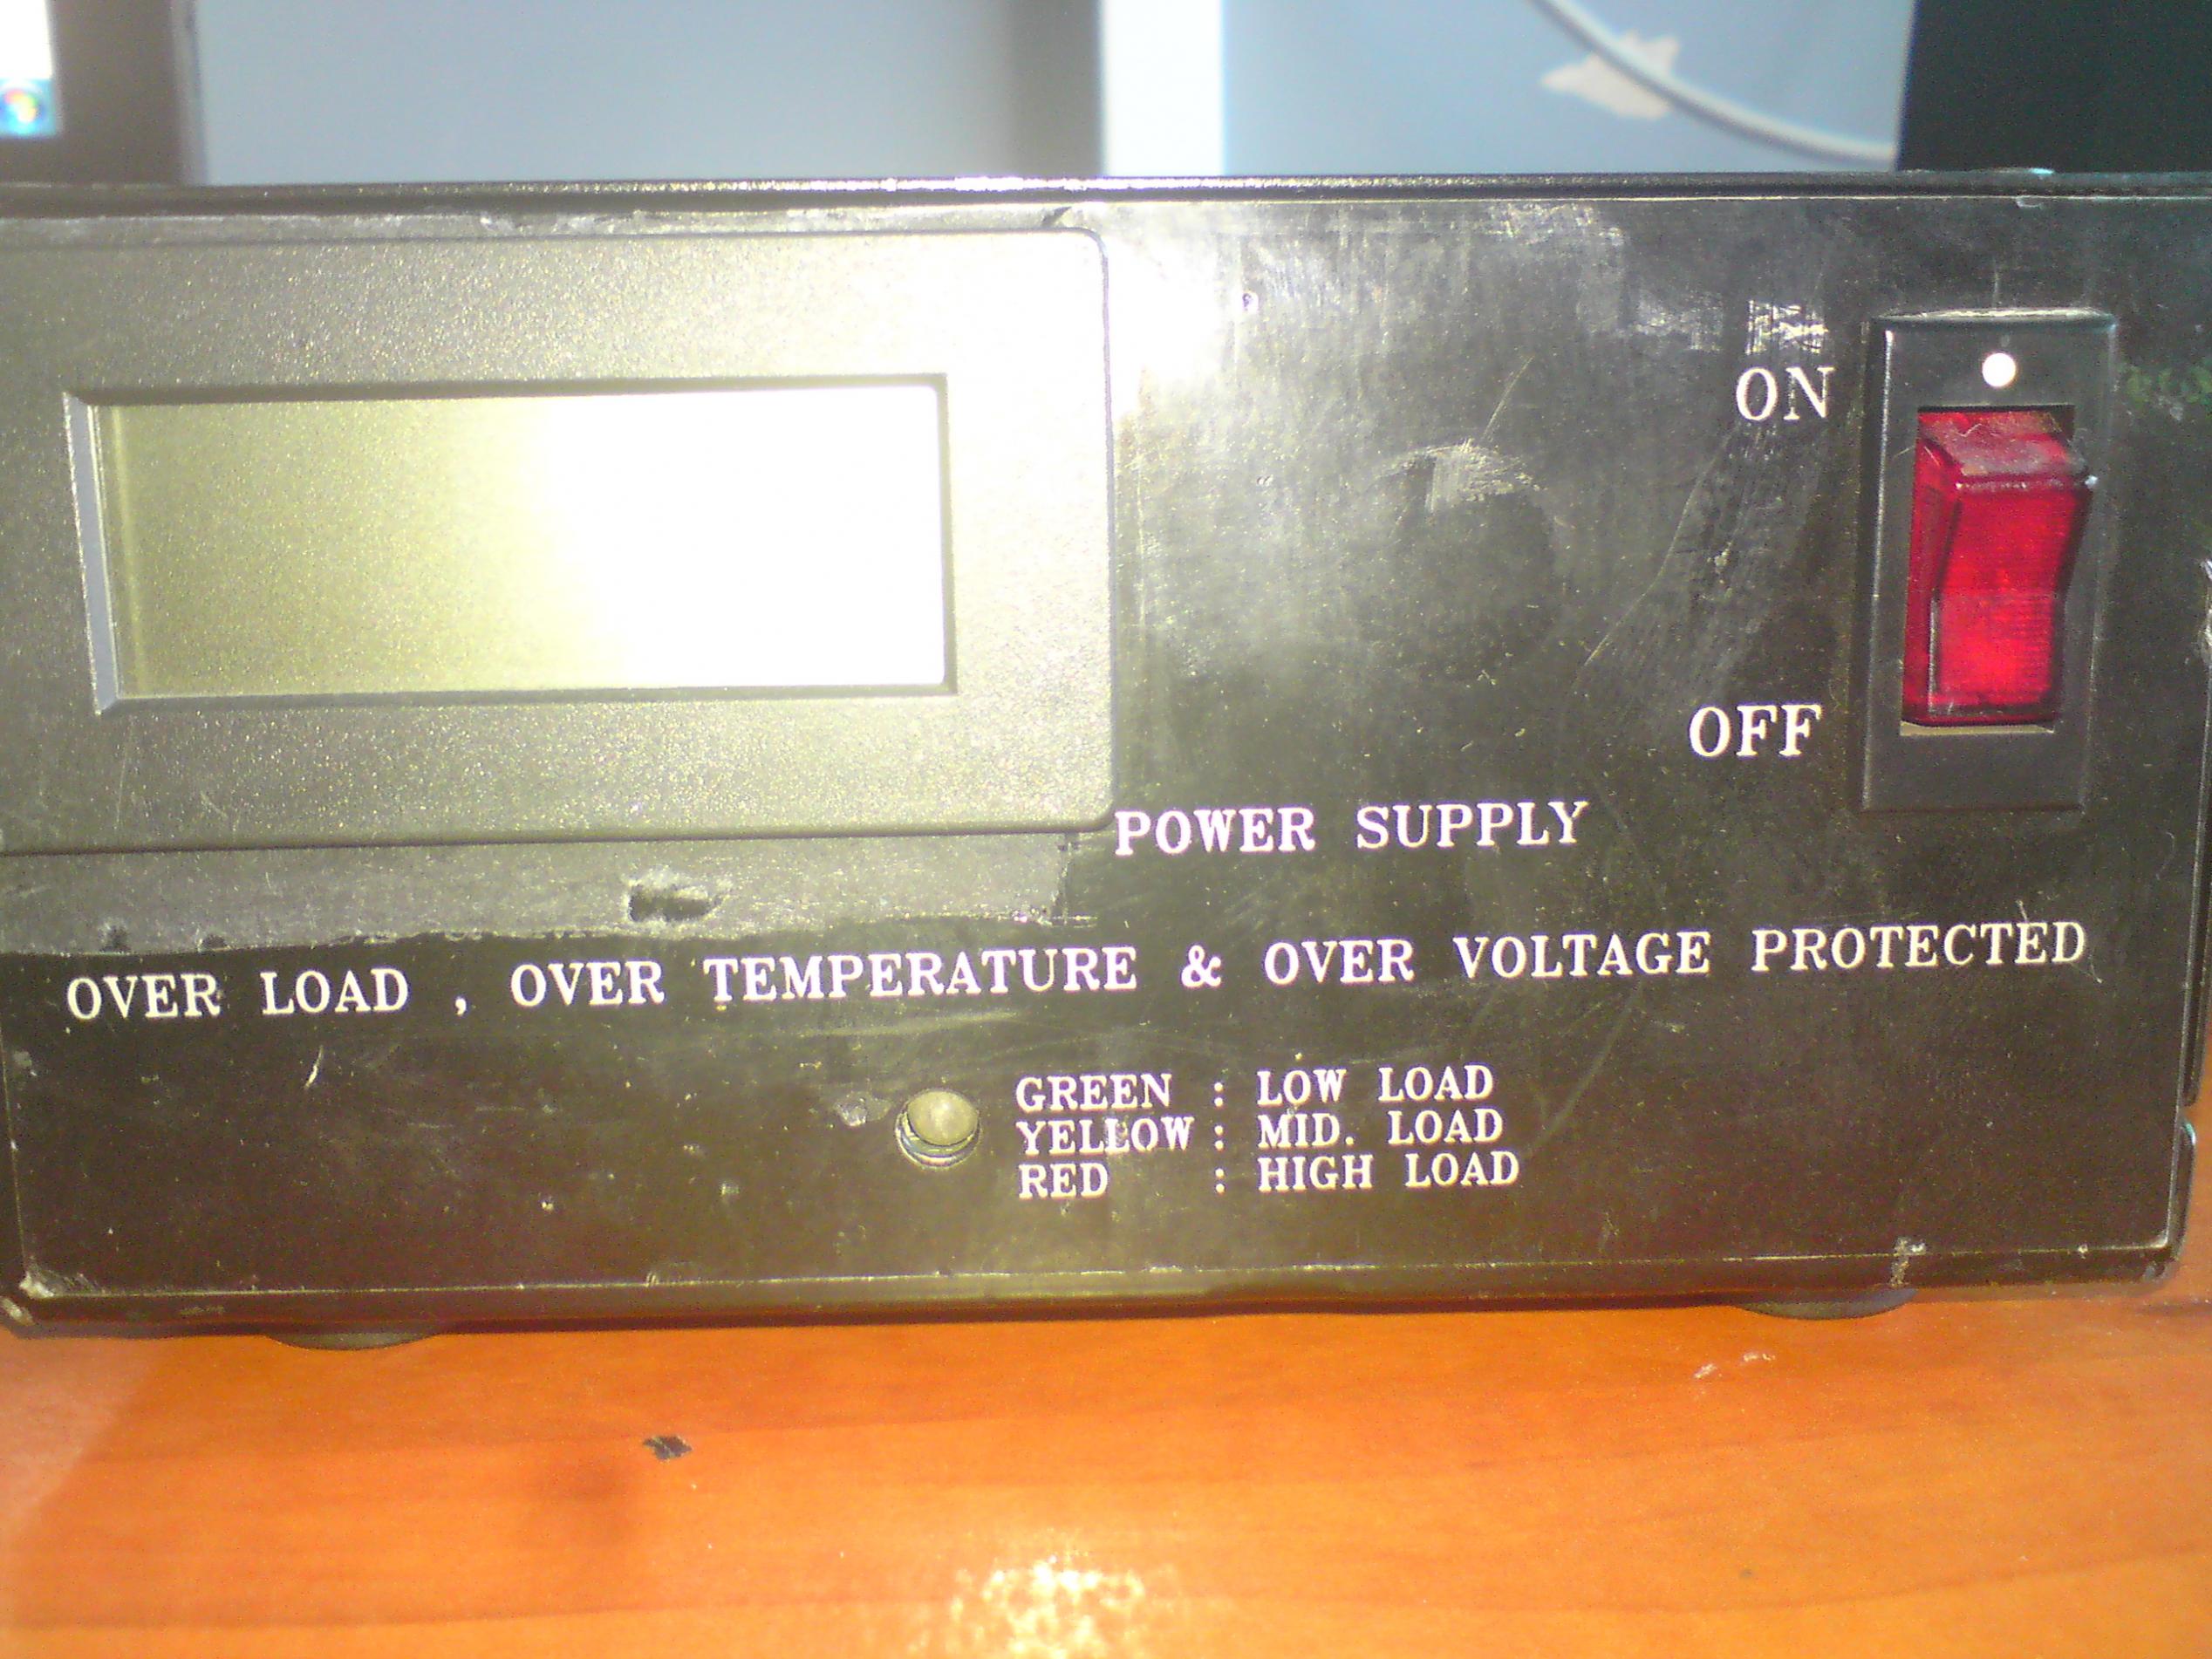 ON
OFF
POWER SUPPLY
OVER LOAD , OVER TEMPERATURE & OVER VOLTAGE PROTECTED
GREEN : LOW LOAD
YELLOW : MID. LOAD
RED : HIGH LOAD